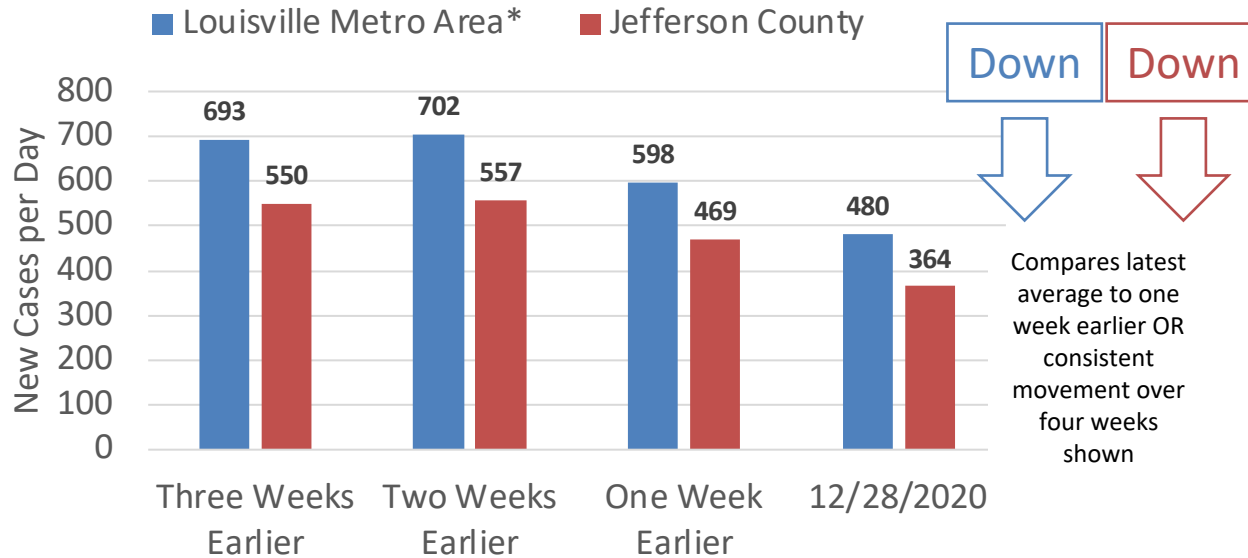 Louisville Metro Area* Jefferson County
Down Down
New Cases per Day
800
700
600
500
400
300
200
100
0
693
550
702
557
598
469
480
364
Three Weeks
Earlier
Two Weeks
Earlier
One Week
Earlier
12/28/2020
Compares latest
average to one
week earlier OR
consistent
movement over
four weeks
shown